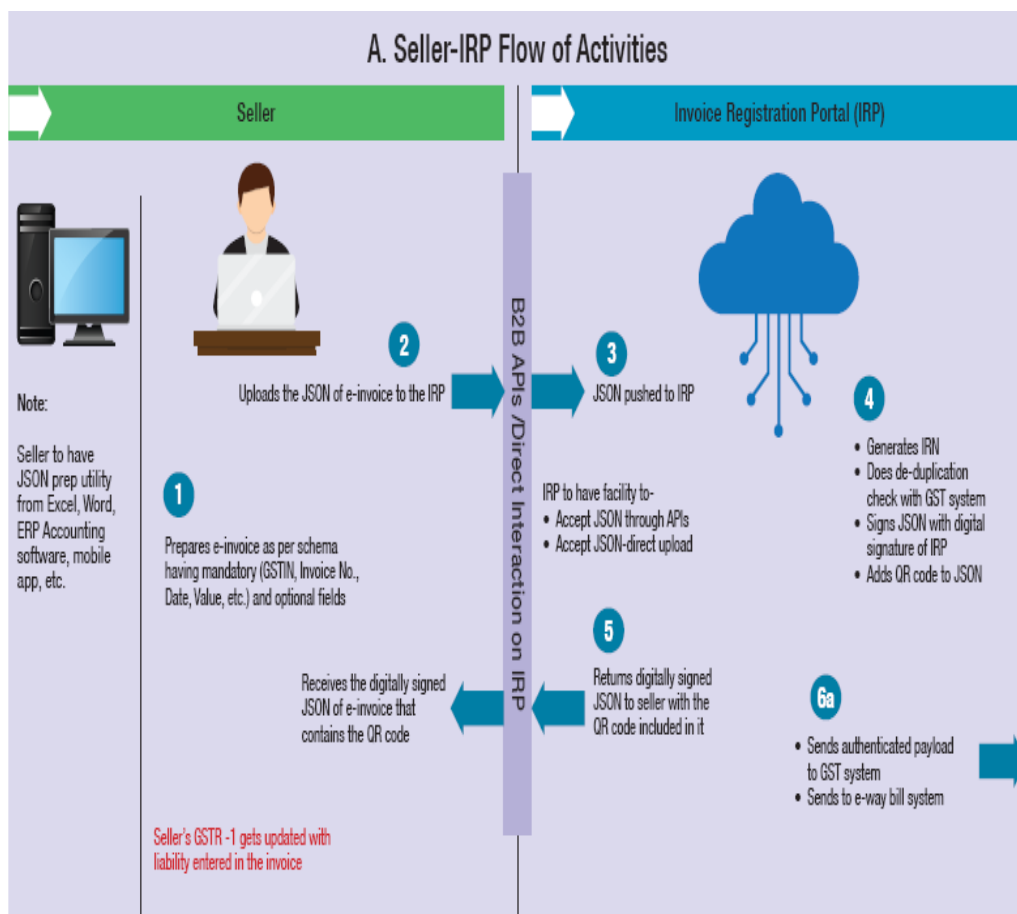 A. Seller-IRP Flow of Activities
Seller
Invoice Registration Portal (IRP)
Note:
Seller to have
JSON prep utility
from Excel, Word,
ERP Accounting
software, mobile
app, etc.
1
Prepares e-invoice as per schema
having mandatory (GSTIN, Invoice No.,
Date, Value, etc.) and optional fields
2
Uploads the JSON of e-invoice to the IRP
B2B APIs /Direct Interaction on IRP
3
JSON pushed to IRP
IRP to have facility to-
• Accept JSON through APIs
• Accept JSON-direct upload
4
• Generates IRN
• Does de-duplication
check with GST system
• Signs JSON with digital
signature of IRP
• Adds QR code to JSON
5
Returns digitally signed
JSON to seller with the
QR code included in it
Receives the digitally signed
JSON of e-invoice that
contains the QR code
6a
• Sends authenticated payload
to GST system
• Sends to e-way bill system
Seller's GSTR -1 gets updated with
liability entered in the invoice